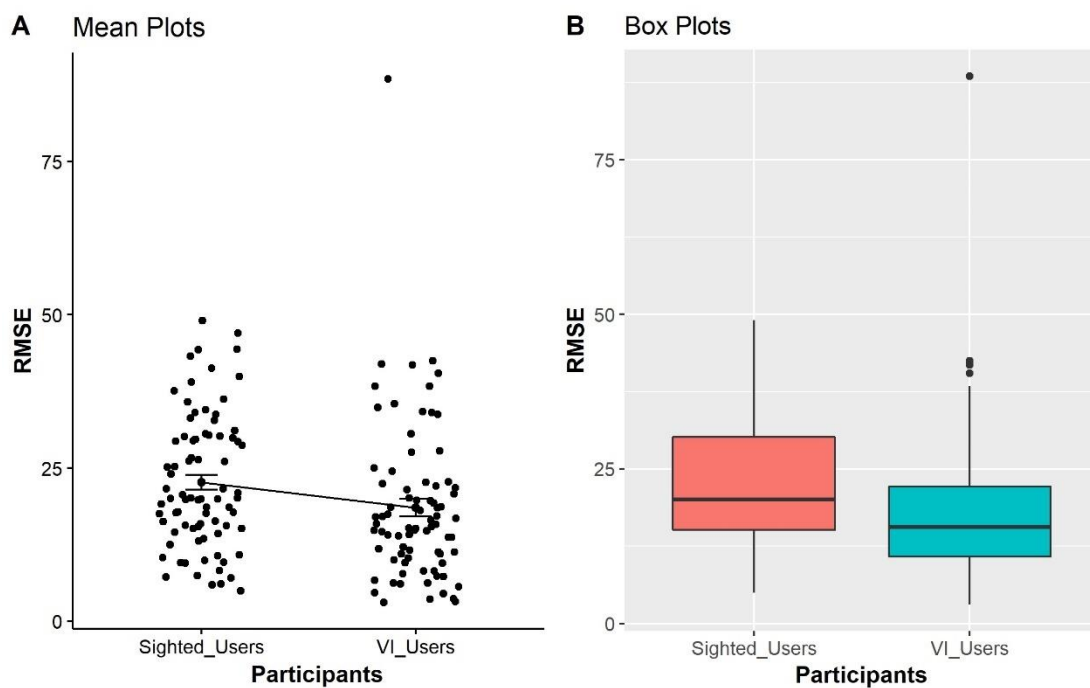 A Mean Plots
RMSE
75
50
25
0
Sighted_Users VI_Users
Participants
B Box Plots
RMSE
75
50
25
0
Sighted_Users VI_Users
Participants